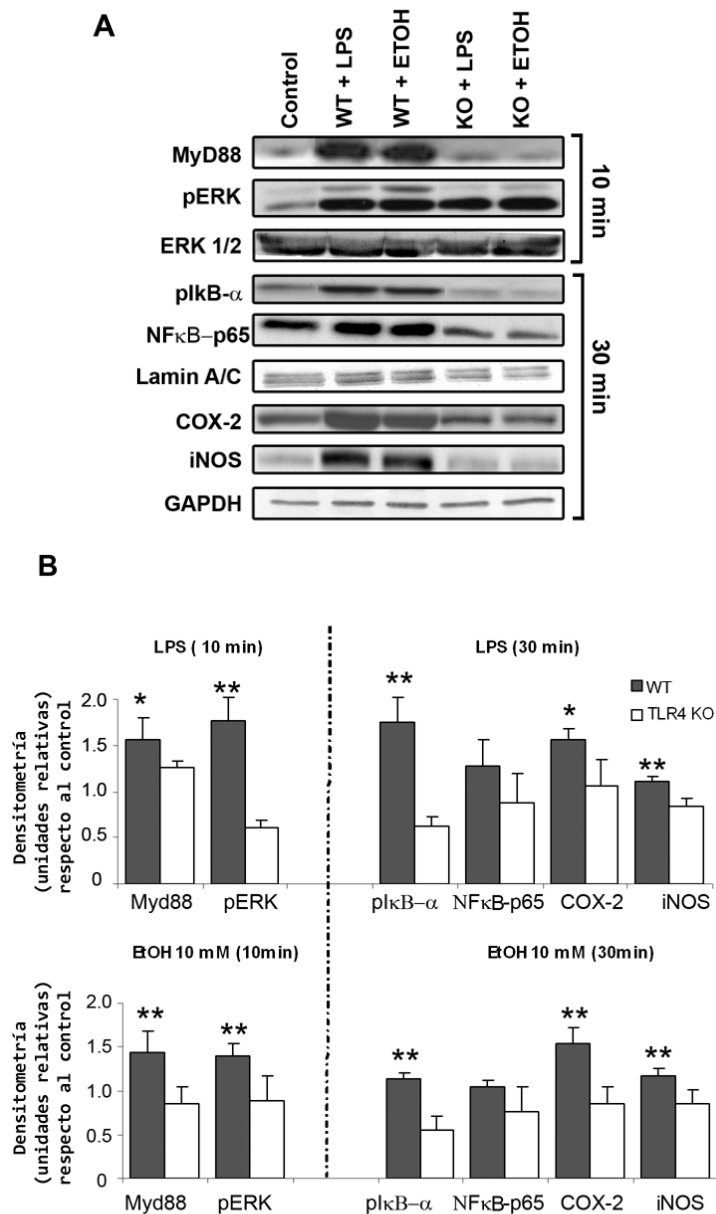 A
Control
WT + LPS
WT + ETOH
KO + LPS
KO + ETOH
MyD88
pERK
ERK 1/2
10 min
pIkB-α
NFκB-p65
Lamin A/C
COX-2
iNOS
GAPDH
30 min
B
LPS ( 10 min)
LPS (30 min)
Densitometría
(unidades relativas)
respecto al control
2.0
1.5
1.0
0.5
0
* ** ** * **
WT
TLR4 KO
Myd88 pERK pIκB-α NFκB-p65 COX-2 iNOS
EtOH 10 mM (10min)
EtOH 10 mM (30min)
Densitometría
(unidades relativas)
respecto al control
2.0
1.5
1.0
0.5
0
** ** ** ** **
Myd88 pERK pIκB-α NFκB-p65 COX-2 iNOS